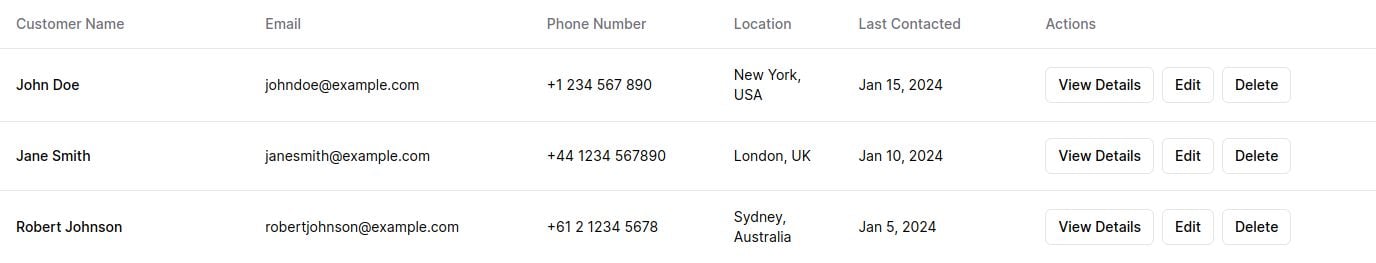 Customer Name Email Phone Number Location Last Contacted Actions
John Doe johndoe@example.com +1 234 567 890 New York, USA Jan 15, 2024 View Details Edit Delete
Jane Smith janesmith@example.com +44 1234 567890 London, UK Jan 10, 2024 View Details Edit Delete
Robert Johnson robertjohnson@example.com +61 2 1234 5678 Sydney, Australia Jan 5, 2024 View Details Edit Delete